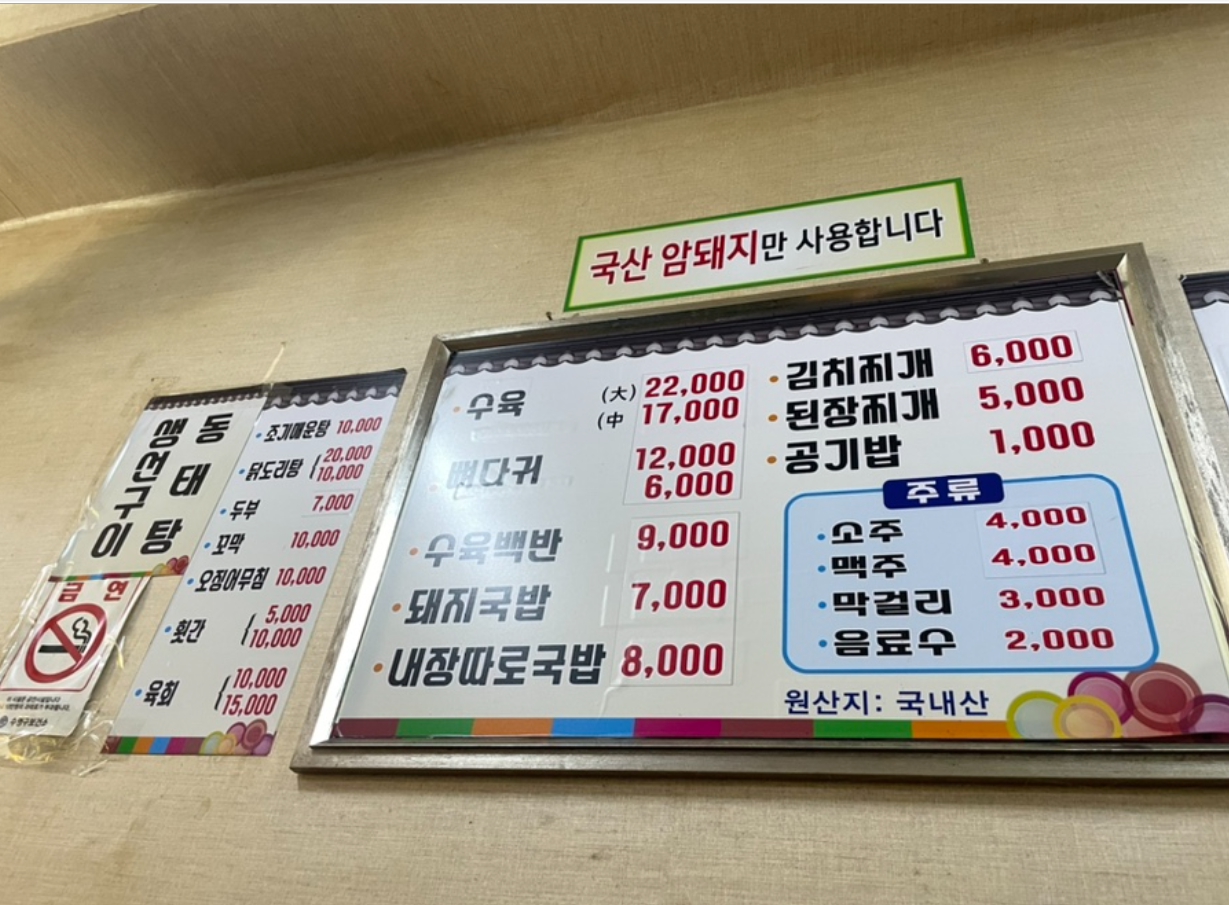 국산 암돼지만 사용합니다
수육 (大) 22,000
(中 17,000
뼈다귀 12,000
6,000
수육백반 9,000
돼지국밥 7,000
내장따로국밥 8,000
김치찌개 6,000
된장찌개 5,000
공기밥 1,000
주류
소주 4,000
맥주 4,000
막걸리 3,000
음료수 2,000
원산지: 국내산
생선구이
동태탕
조기매운탕 10,000
닭도리탕 20,000
10,000
두부 7,000
꼬막 10,000
오징어무침 10,000
횟간 5,000
10,000
육회 10,000
15,000
금연
수정구보건소